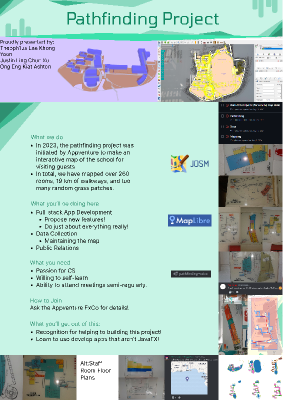 Pathfinding Project
Proudly presented by:
Theophilus Lee Khong
Yoon
Justin Ling Chun Xu
Ong Eng Kiat Ashton
What we do
• In 2023, the pathfinding project was
initiated by Appventure to make an
interactive map of the school for
visiting guests
• In total, we have mapped over 260
rooms, 19 km of walkways, and too
many random grass patches.
JOSM
What you'll be doing here
• Full stack App Development
• Propose new features!
• Do just about everything really!
• Data Collection
• Maintaining the map
• Public Relations
MapLibre
What you need
• Passion for CS
• Willing to self-learn
• Ability to attend meetings semi-regularly.
How to Join
Ask the Appventure ExCo for details!
What you'll get out of this:
• Recognition for helping to building this project!
• Learn to use develop apps that aren't JavaFX!
Alt:Staff
Room Floor
Plans